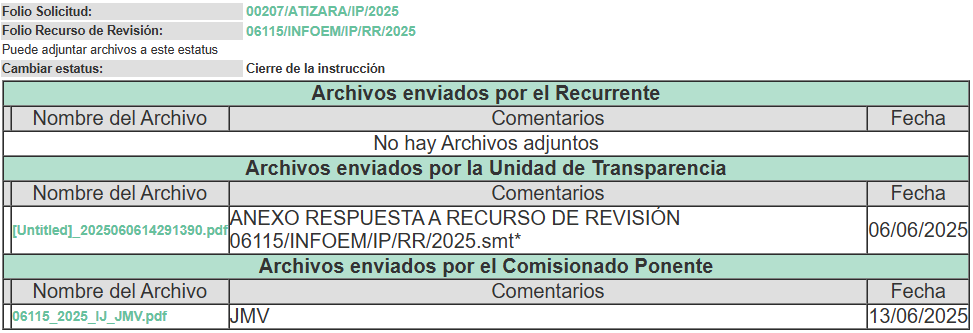 Folio Solicitud: 00207/ATIZARA/IP/2025
Folio Recurso de Revisión: 06115/INFOEM/IP/RR/2025
Puede adjuntar archivos a este estatus
Cambiar estatus: Cierre de la instrucción
Archivos enviados por el Recurrente
Nombre del Archivo Comentarios Fecha
No hay Archivos adjuntos
Archivos enviados por la Unidad de Transparencia
Nombre del Archivo Comentarios Fecha
[Untitled]_2025060614291390.pdf ANEXO RESPUESTA A RECURSO DE REVISIÓN 06/06/2025
06115/INFOEM/IP/RR/2025.smt*
Archivos enviados por el Comisionado Ponente
Nombre del Archivo Comentarios Fecha
06115_2025_IJ_JMV.pdf JMV 13/06/2025